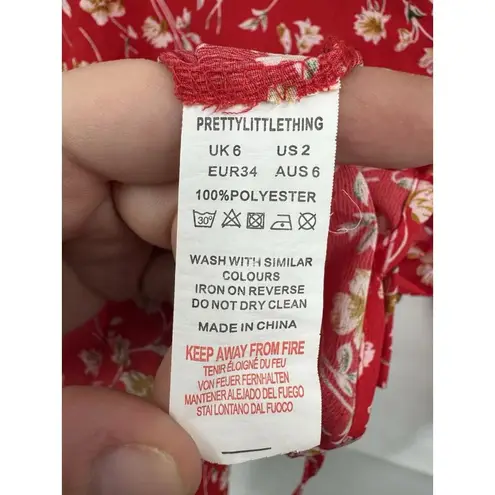 PRETTYLITTLETHING
UK 6 US 2
EUR34 AUS 6
100%POLYESTER
30°
WASH WITH SIMILAR
COLOURS
IRON ON REVERSE
DO NOT DRY CLEAN
MADE IN CHINA
KEEP AWAY FROM FIRE
TENIR ÉLOIGNÉ DU FEU
VON FEUER FERNHALTEN
MANTENER ALEJADO DEL FUEGO
STAI LONTANO DAL FUOCO